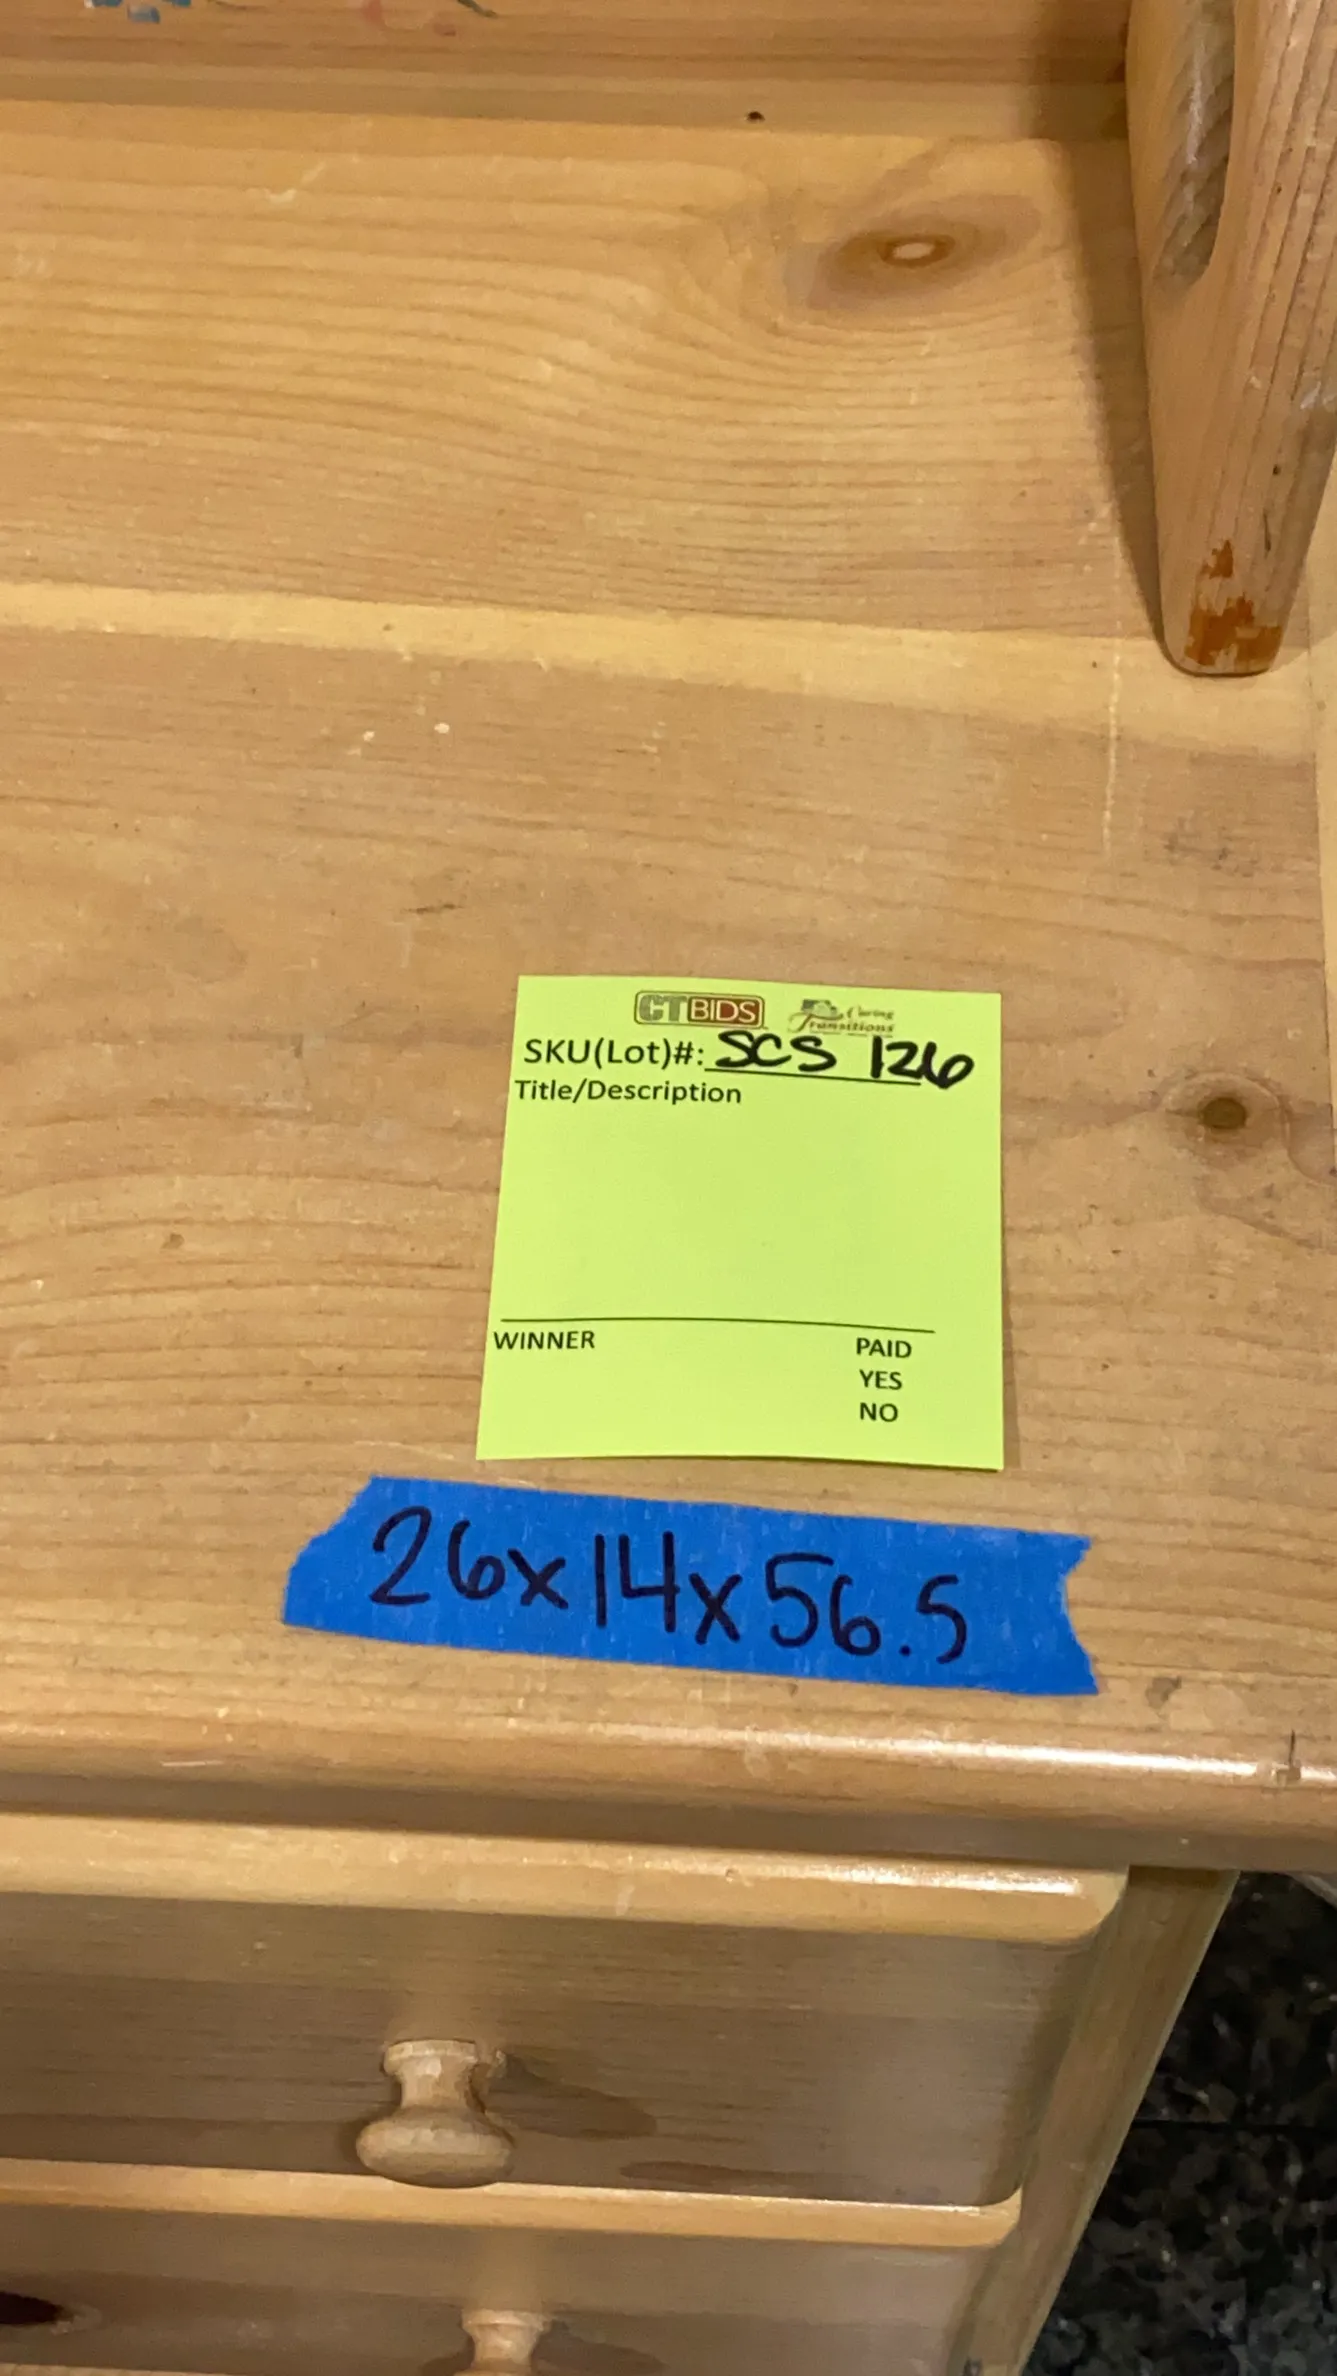 CTBIDS Caring Transitions
SKU(Lot)#: SCS 126
Title/Description
WINNER PAID
YES
NO
26x14x56.5